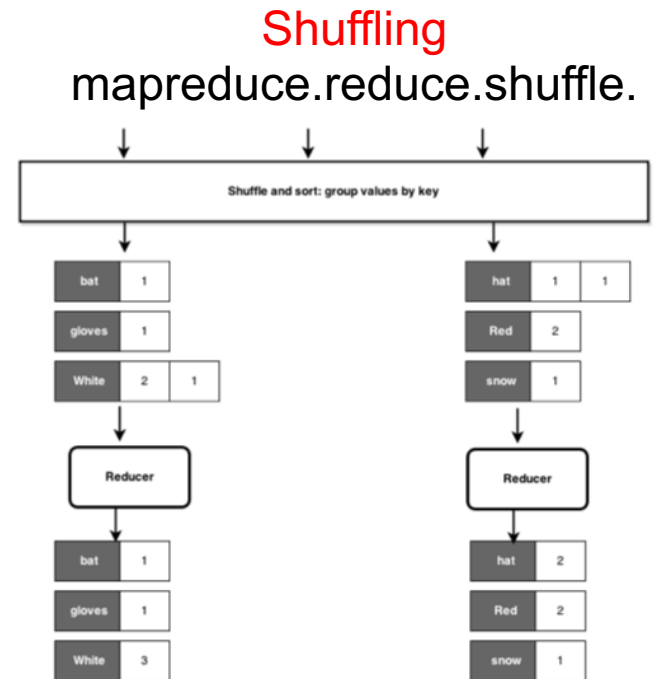 Shuffling
mapreduce.reduce.shuffle.
Shuffle and sort: group values by key
bat 1
gloves 1
White 2 1
Reducer
bat 1
gloves 1
White 3
hat 1 1
Red 2
snow 1
Reducer
hat 2
Red 2
snow 1